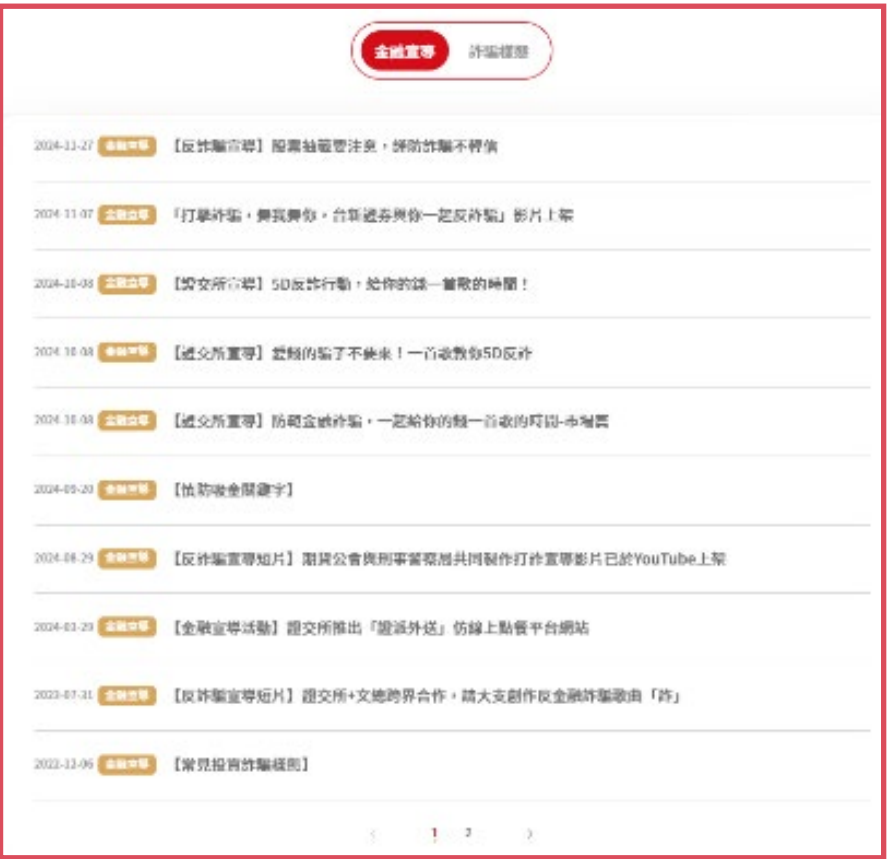 金融宣導 詐騙樣態
2024-11-27 金融宣導 【反詐騙宣導】股票抽籤要注意，謹防詐騙不輕信
2024-11-07 金融宣導 「打擊詐騙，舞我舞你，台新證券與你一起反詐騙」影片上架
2024-10-08 金融宣導 【證交所宣導】5D反詐行動，給你的錢一首歌的時間！
2024-10-08 金融宣導 【證交所宣導】愛錢的騙子不要來！一首歌教你5D反詐
2024-10-08 金融宣導 【證交所宣導】防範金融詐騙，一起給你的錢一首歌的時間-市場篇
2024-09-20 金融宣導 【慎防吸金關鍵字】
2024-08-29 金融宣導 【反詐騙宣導短片】期貨公會與刑事警察局共同製作打詐宣導影片已於YouTube上架
2024-03-29 金融宣導 【金融宣導活動】證交所推出「證派外送」仿線上點餐平台網站
2023-07-31 金融宣導 【反詐騙宣導短片】證交所+文總跨界合作，請大支創作反金融詐騙歌曲「詐」
2022-12-06 金融宣導 【常見投資詐騙樣態】
‹ 1 2 ›